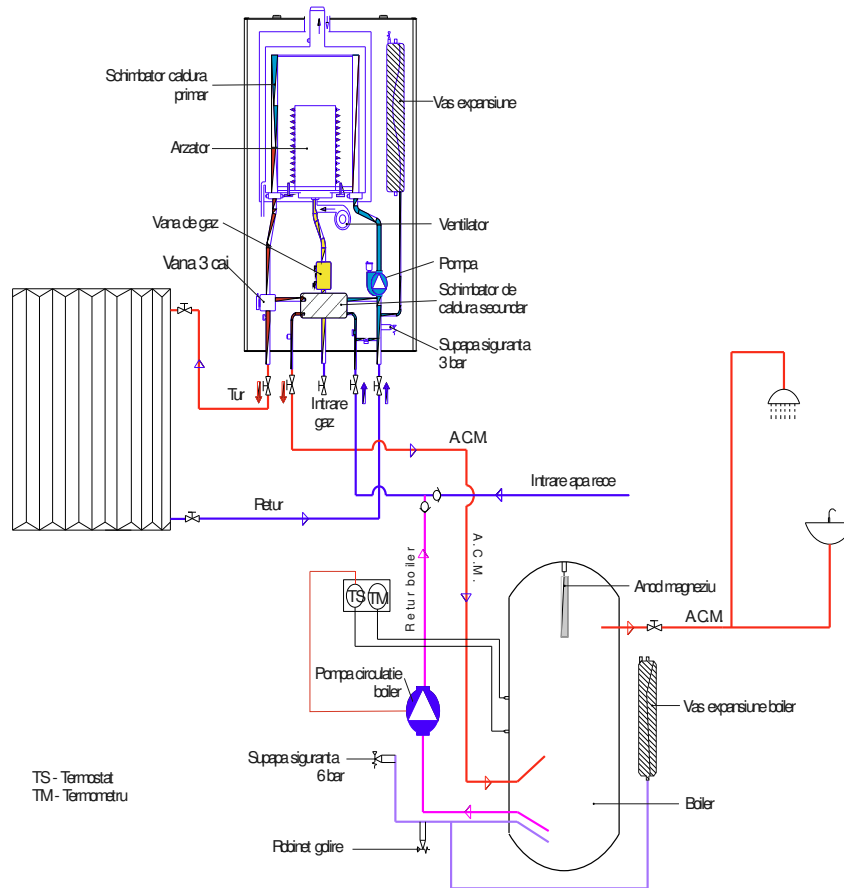 Schimbator caldura
primar
Vas expansiune
Arzator
Vana de gaz
Ventilator
Vana 3 cai
Pompa
Schimbator de
caldura secundar
Supapa siguranta
3 bar
Tur
Intrare
gaz
A.C.M.
Intrare apa rece
Retur
A.C.M.
Retur boiler
Anod magneziu
TS
TM
A.C.M.
Pompa circulatie
boiler
Vas expansiune boiler
Supapa siguranta
6 bar
TS - Termostat
TM - Termometru
Boiler
Robinet golire